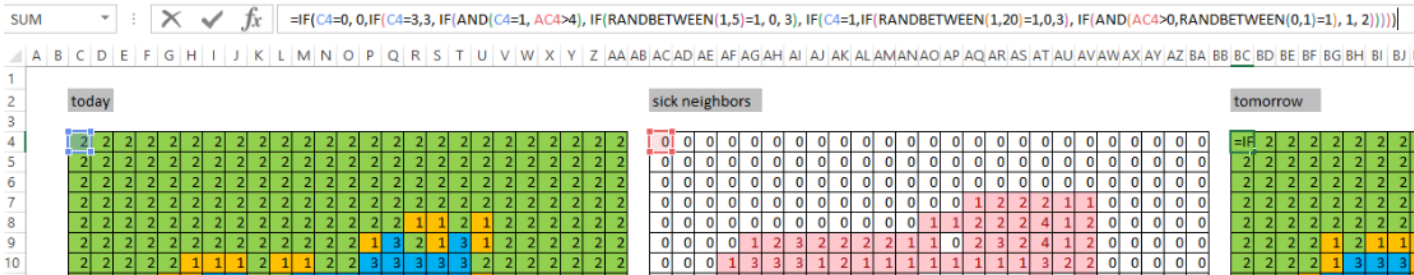 SUM =IF(C4=0, 0,IF(C4=3,3, IF(AND(C4=1, AC4>4), IF(RANDBETWEEN(1,5)=1, 0, 3), IF(C4=1,IF(RANDBETWEEN(1,20)=1,0,3), IF(AND(AC4>0,RANDBETWEEN(0,1)=1), 1, 2)))))
A B C D E F G H I J K L M N O P Q R S T U V W X Y Z AA AB AC AD AE AF AG AH AI AJ AK AL AM AN AO AP AQ AR AS AT AU AV AW AX AY AZ BA BB BC BD BE BF BG BH BI BJ
1
2 today sick neighbors tomorrow
3
4 2 2 2 2 2 2 2 2 2 2 2 2 2 2 2 2 2 2 2 2 2 2 2 2 2 0 0 0 0 0 0 0 0 0 0 0 0 0 0 0 0 0 0 0 0 0 0 0 0 0 =IF 2 2 2 2 2 2 2
5 2 2 2 2 2 2 2 2 2 2 2 2 2 2 2 2 2 2 2 2 2 2 2 2 2 0 0 0 0 0 0 0 0 0 0 0 0 0 0 0 0 0 0 0 0 0 0 0 0 0 2 2 2 2 2 2 2 2
6 2 2 2 2 2 2 2 2 2 2 2 2 2 2 2 2 2 2 2 2 2 2 2 2 2 0 0 0 0 0 0 0 0 0 0 0 0 0 0 0 0 0 0 0 0 0 0 0 0 0 2 2 2 2 2 2 2 2
7 2 2 2 2 2 2 2 2 2 2 2 2 2 2 2 2 2 2 2 2 2 2 2 2 2 0 0 0 0 0 0 0 0 0 0 0 0 0 0 1 2 2 2 1 1 0 0 0 0 0 2 2 2 2 2 2 2 2
8 2 2 2 2 2 2 2 2 2 2 2 2 2 2 2 1 1 2 1 2 2 2 2 2 2 0 0 0 0 0 0 0 0 0 0 0 0 1 1 2 2 2 4 1 2 0 0 0 0 0 2 2 2 2 2 2 2 2
9 2 2 2 2 2 2 2 2 2 2 2 2 2 1 3 2 1 3 1 2 2 2 2 2 2 0 0 0 0 1 2 3 2 2 2 2 1 1 0 2 3 2 4 1 2 0 0 0 0 0 2 2 2 2 1 2 1 1
10 2 2 2 2 2 1 1 1 2 1 1 2 2 3 3 3 3 3 2 2 2 2 2 2 2 0 0 0 1 3 3 3 1 2 1 1 1 1 1 1 1 1 3 2 2 0 0 0 0 0 2 2 2 2 1 3 3 3